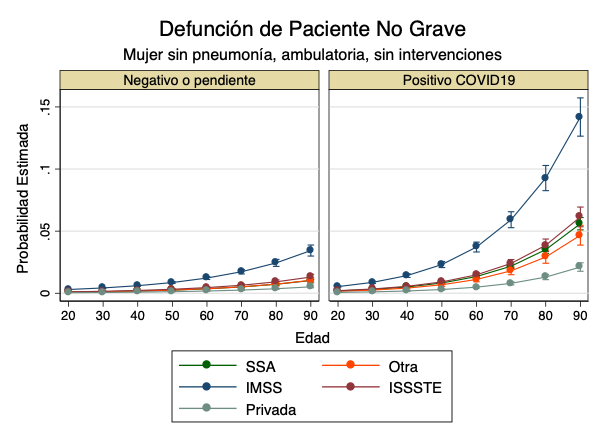 Defunción de Paciente No Grave
Mujer sin pneumonía, ambulatoria, sin intervenciones
Negativo o pendiente
Positivo COVID19
Probabilidad Estimada
.15
.1
.05
0
20 30 40 50 60 70 80 90
20 30 40 50 60 70 80 90
Edad
SSA
Otra
IMSS
ISSSTE
Privada